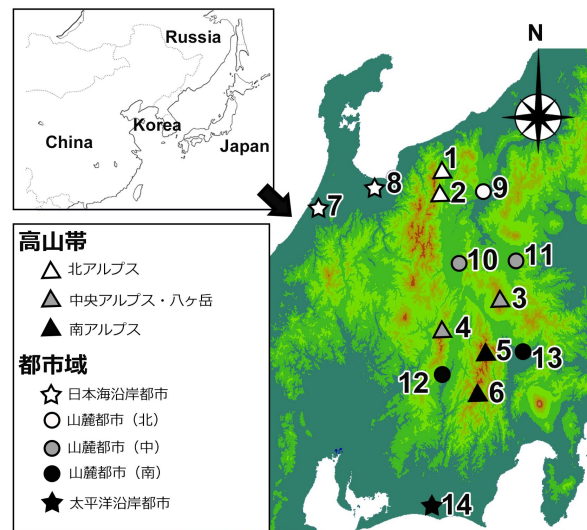 Russia
China
Korea
Japan
N
1
2
9
8
7
10
11
3
4
5
13
12
6
14
高山帯
北アルプス
中央アルプス・八ヶ岳
南アルプス
都市域
日本海沿岸都市
山麓都市（北）
山麓都市（中）
山麓都市（南）
太平洋沿岸都市